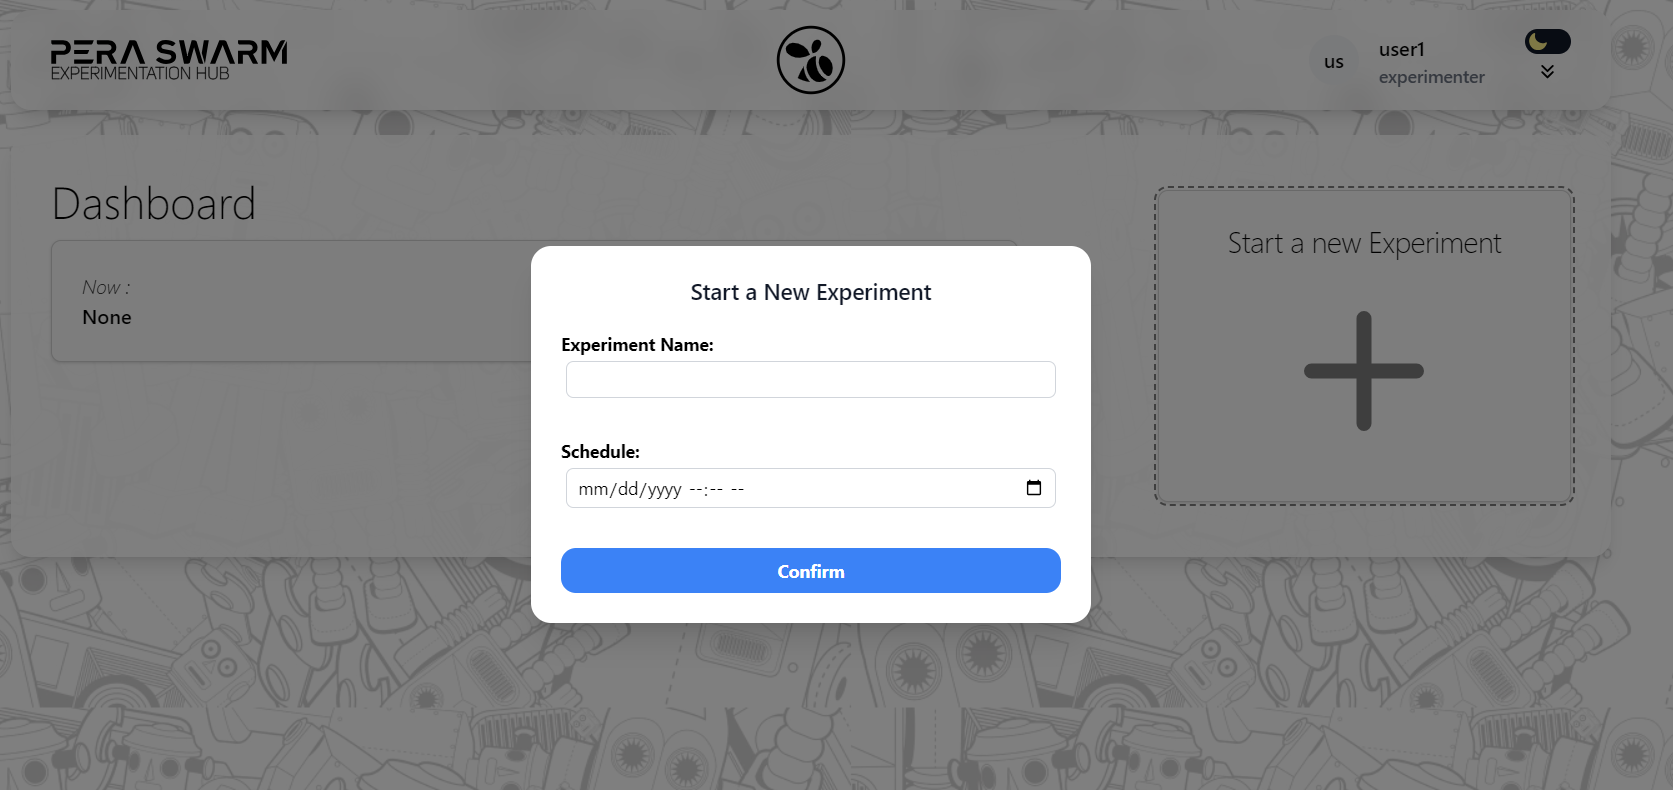 PERA SWARM
EXPERIMENTATION HUB
us
user1
experimenter
Dashboard
Now :
None
Start a new Experiment
Start a New Experiment
Experiment Name:
Schedule:
mm/dd/yyyy --:-- --
Confirm